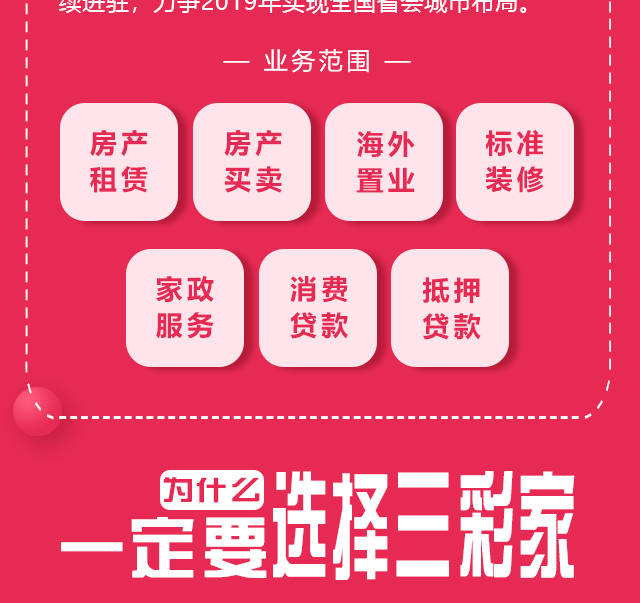 续进驻，力争2019年实现全国省会城市布局。
— 业务范围 —
房产 房产 海外 标准
租赁 买卖 置业 装修
家政 消费 抵押
服务 贷款 贷款
为什么
一定要选择三彩家